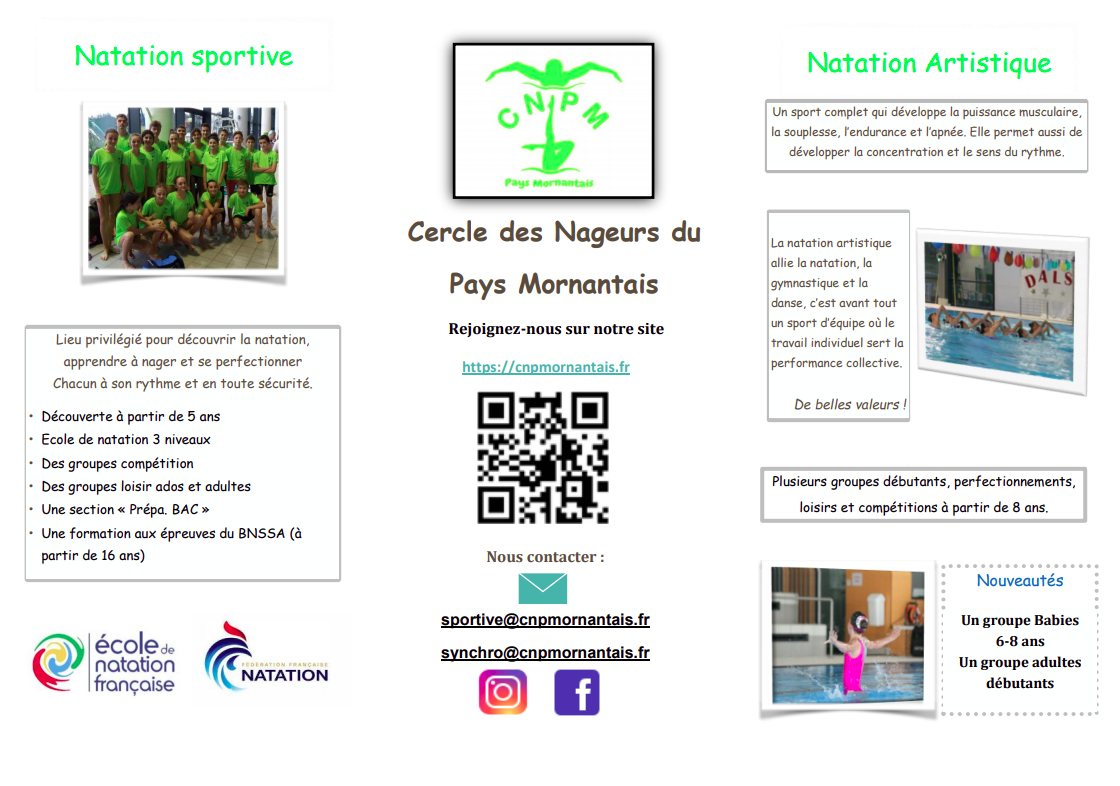 Natation sportive
Lieu privilégié pour découvrir la natation,
apprendre à nager et se perfectionner
Chacun à son rythme et en toute sécurité.
• Découverte à partir de 5 ans
• Ecole de natation 3 niveaux
• Des groupes compétition
• Des groupes loisir ados et adultes
• Une section « Prépa. BAC »
• Une formation aux épreuves du BNSSA (à
partir de 16 ans)
école de
natation
française
FÉDÉRATION FRANÇAISE
NATATION
CNPM
Pays Mornantais
Cercle des Nageurs du
Pays Mornantais
Rejoignez-nous sur notre site
https://cnpmornantais.fr
Nous contacter :
sportive@cnpmornantais.fr
synchro@cnpmornantais.fr
Natation Artistique
Un sport complet qui développe la puissance musculaire,
la souplesse, l’endurance et l’apnée. Elle permet aussi de
développer la concentration et le sens du rythme.
La natation artistique
allie la natation, la
gymnastique et la
danse, c’est avant tout
un sport d’équipe où le
travail individuel sert la
performance collective.
De belles valeurs !
DALS
Plusieurs groupes débutants, perfectionnements,
loisirs et compétitions à partir de 8 ans.
Nouveautés
Un groupe Babies
6-8 ans
Un groupe adultes
débutants